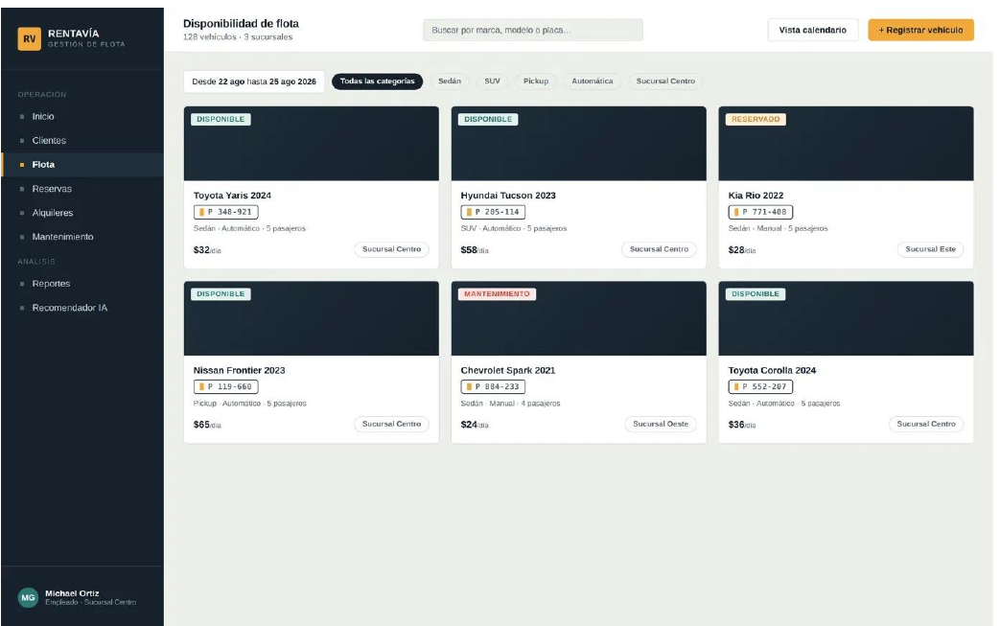 RV
RENTAVÍA
GESTIÓN DE FLOTA
OPERACIÓN
Inicio
Clientes
Flota
Reservas
Alquileres
Mantenimiento
ANÁLISIS
Reportes
Recomendador IA
MG
Michael Ortiz
Empleado · Sucursal Centro
Disponibilidad de flota
128 vehículos · 3 sucursales
Buscar por marca, modelo o placa...
Vista calendario
+ Registrar vehículo
Desde 22 ago hasta 25 ago 2026
Todas las categorías
Sedán
SUV
Pickup
Automática
Sucursal Centro
DISPONIBLE
Toyota Yaris 2024
P 348-921
Sedán · Automático · 5 pasajeros
$32/día
Sucursal Centro
DISPONIBLE
Hyundai Tucson 2023
P 205-114
SUV · Automático · 5 pasajeros
$58/día
Sucursal Centro
RESERVADO
Kia Rio 2022
P 771-408
Sedán · Manual · 5 pasajeros
$28/día
Sucursal Este
DISPONIBLE
Nissan Frontier 2023
P 119-660
Pickup · Automático · 5 pasajeros
$65/día
Sucursal Centro
MANTENIMIENTO
Chevrolet Spark 2021
P 884-233
Sedán · Manual · 4 pasajeros
$24/día
Sucursal Oeste
DISPONIBLE
Toyota Corolla 2024
P 552-207
Sedán · Automático · 5 pasajeros
$36/día
Sucursal Centro